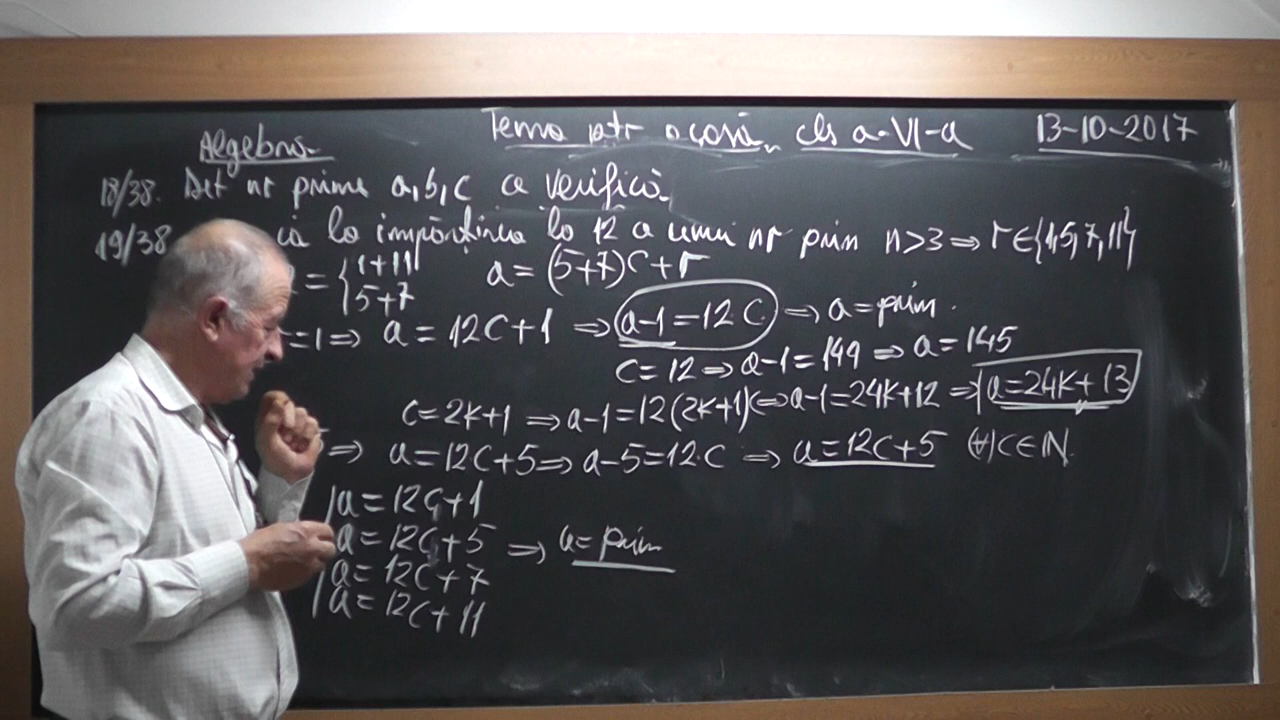 Tema ptr acasă, cls a-VI-a 13-10-2017
Algebra.
18/38. Det nr prime a,b,c ce verifică
19/38 că la împărțirea la 12 a unui nr prim n>3 ⇒ r∈{1,5,7,11}
= { 1+11 a = (5+7)C + r
5+7
=1 ⇒ a = 12C+1 ⇒ a-1=12C ⇒ a=prim.
C=12 ⇒ a-1=144 ⇒ a=145
C=2K+1 ⇒ a-1=12(2K+1) ⇔ a-1=24K+12 ⇒ a=24K+13
⇒ a=12C+5 ⇒ a-5=12C ⇒ a=12C+5 (∀) C∈ℕ
a=12C+1
a=12C+5 ⇒ a=prim
a=12C+7
a=12C+11